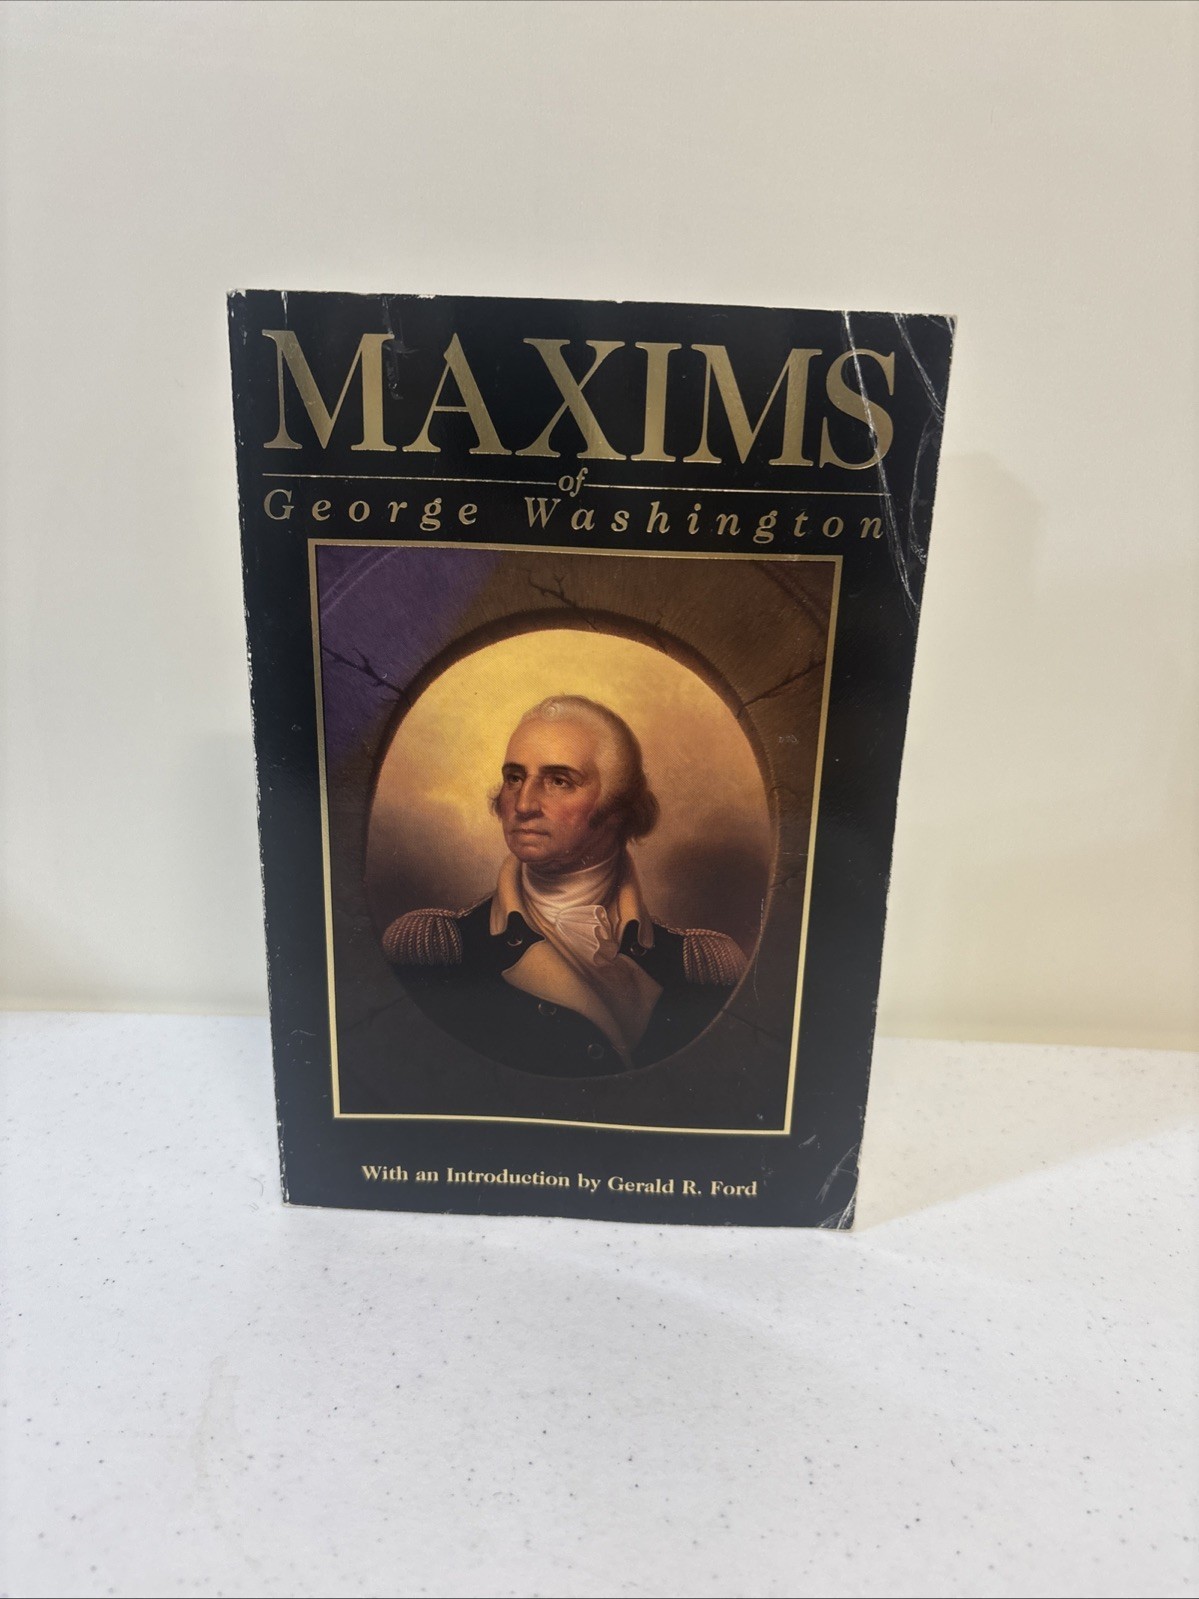 MAXIMS
of
George Washington
With an Introduction by Gerald R. Ford